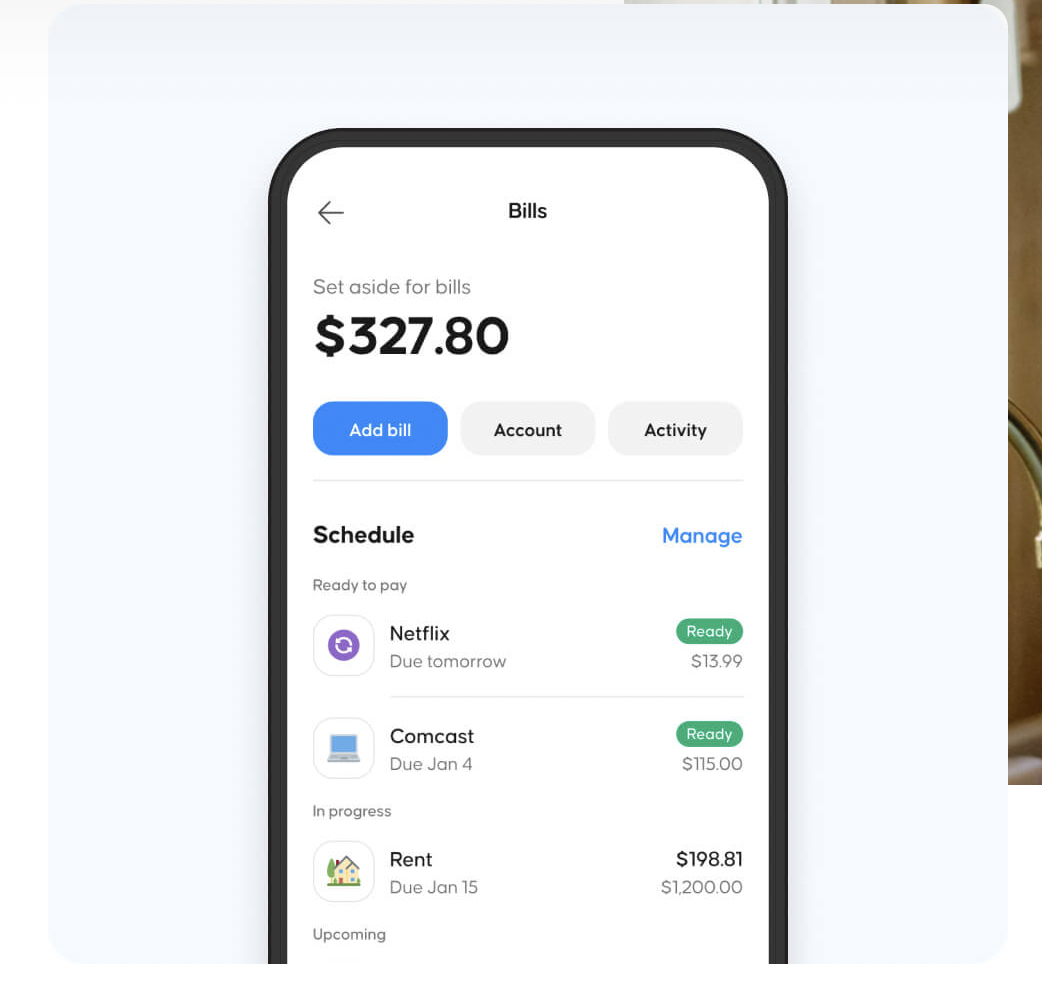 Bills
Set aside for bills
$327.80
Add bill
Account
Activity
Schedule
Manage
Ready to pay
Netflix
Ready
Due tomorrow
$13.99
Comcast
Ready
Due Jan 4
$115.00
In progress
Rent
$198.81
Due Jan 15
$1,200.00
Upcoming